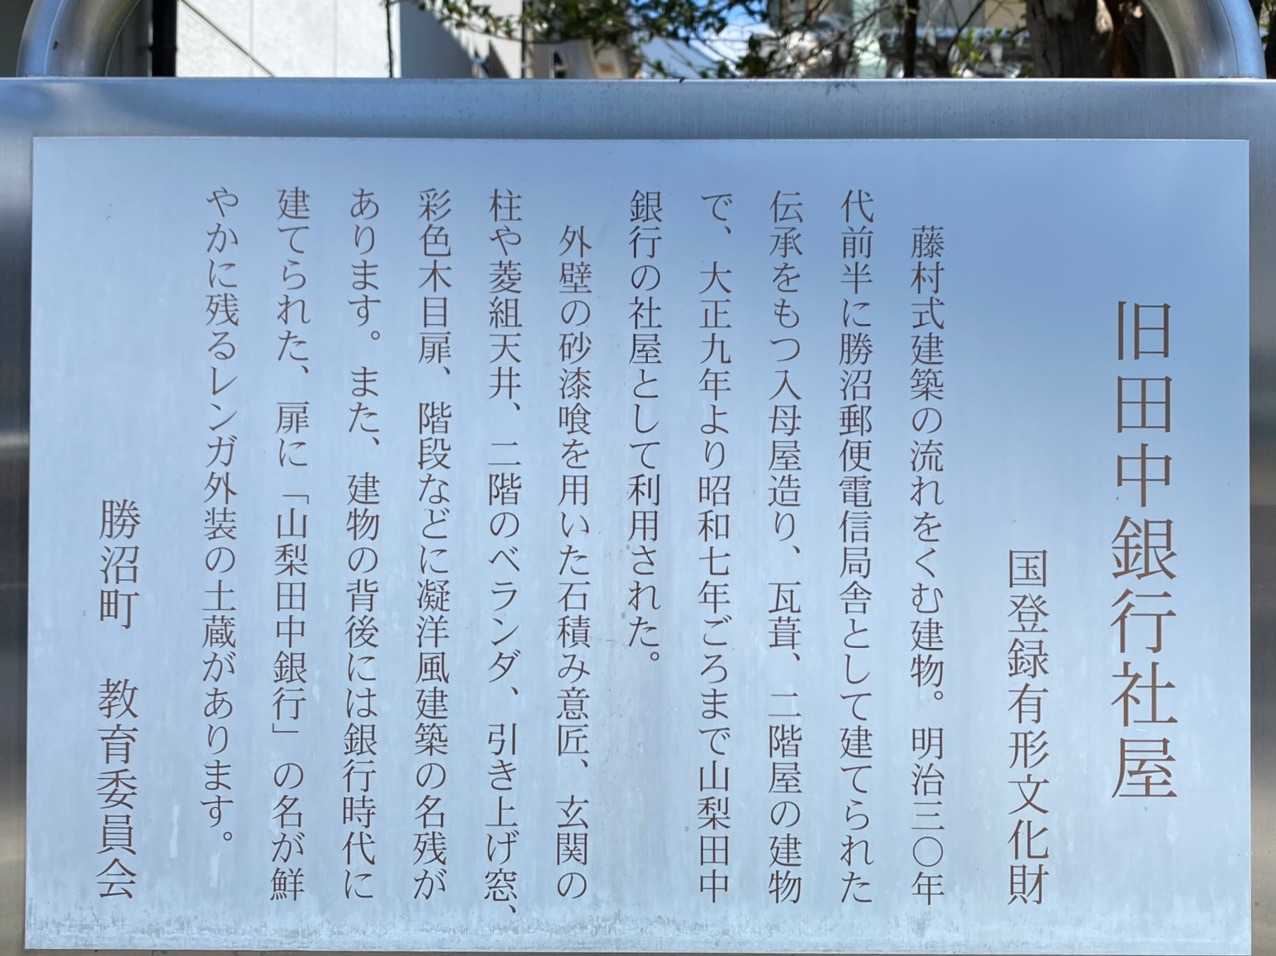 旧田中銀行社屋
国登録有形文化財
藤村式建築の流れをくむ建物。明治三〇年
代前半に勝沼郵便電信局舎として建てられた
伝承をもつ入母屋造り、瓦葺、二階屋の建物
で、大正九年より昭和七年ごろまで山梨田中
銀行の社屋として利用された。
外壁の砂漆喰を用いた石積み意匠、玄関の
柱や菱組天井、二階のベランダ、引き上げ窓、
彩色木目扉、階段などに凝洋風建築の名残が
あります。また、建物の背後には銀行時代に
建てられた、扉に「山梨田中銀行」の名が鮮
やかに残るレンガ外装の土蔵があります。
勝沼町　教育委員会